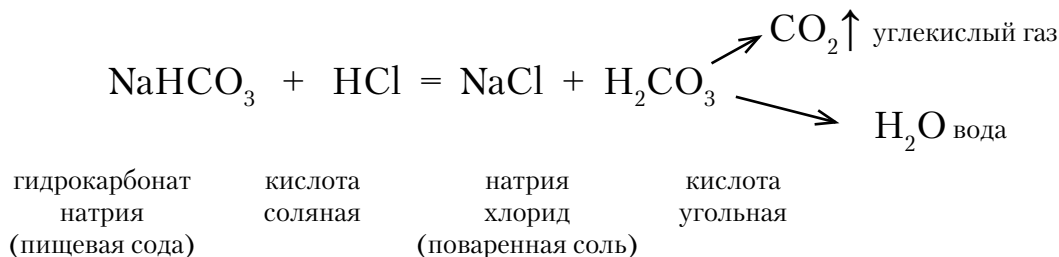 CO₂↑ углекислый газ
NaHCO₃ + HCl = NaCl + H₂CO₃
H₂O вода
гидрокарбонат кислота натрия кислота
натрия соляная хлорид угольная
(пищевая сода) (поваренная соль)